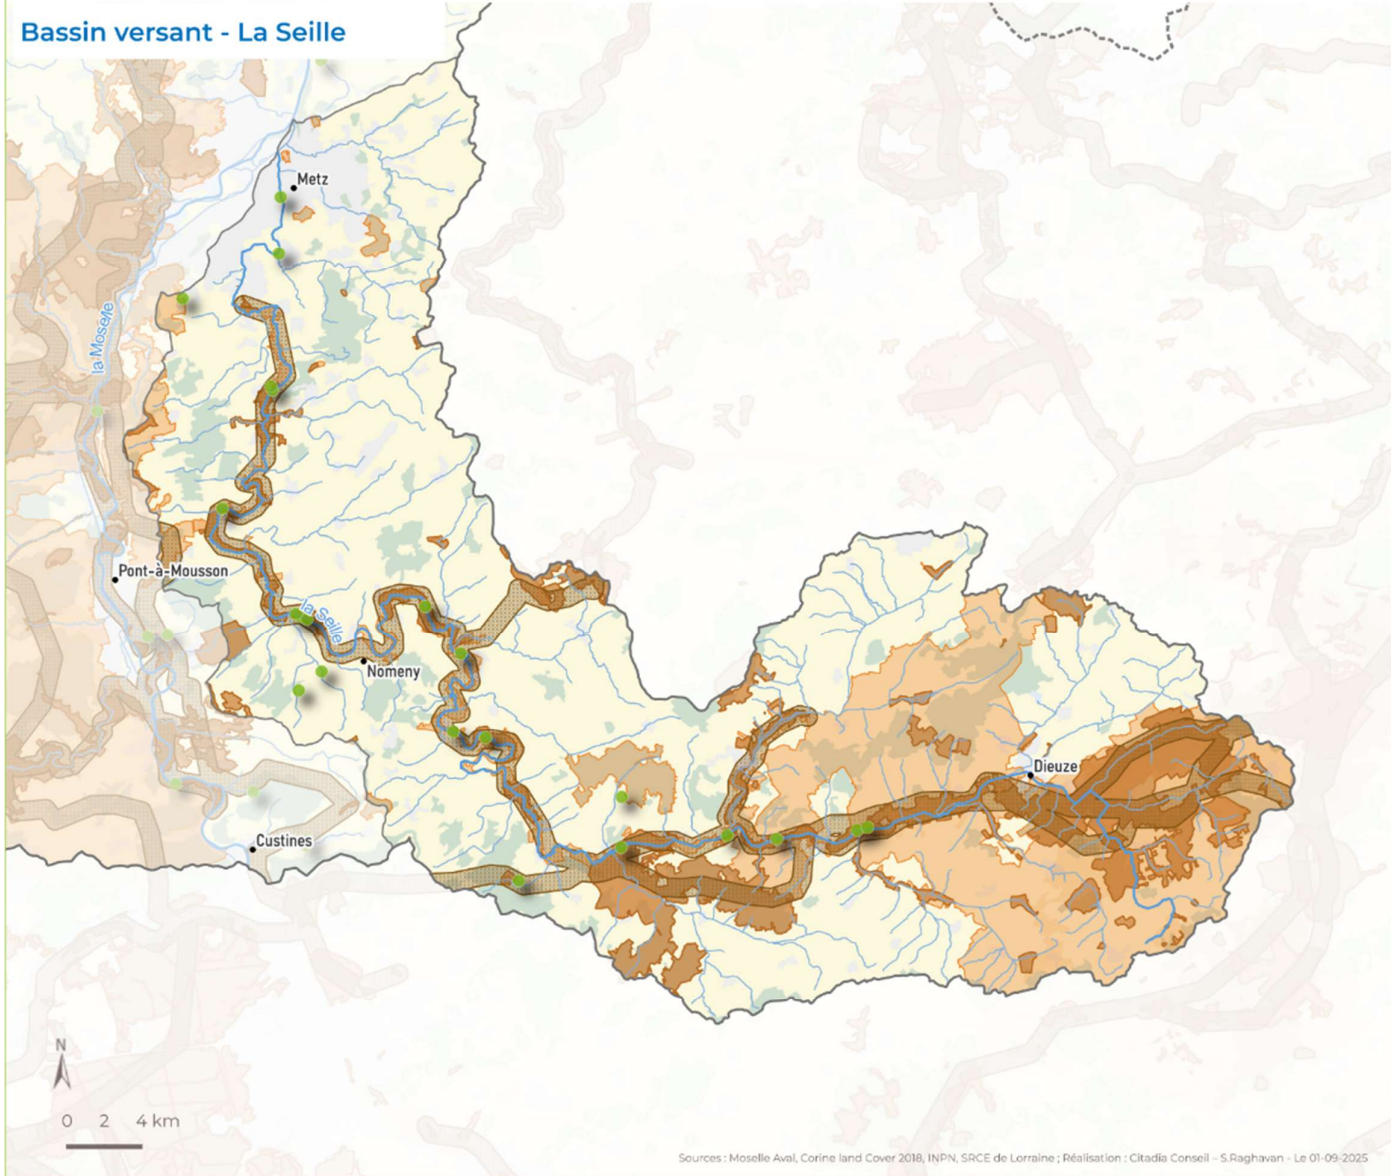 Bassin versant - La Seille
Metz
la Moselle
Pont-à-Mousson
la Seille
Nomeny
Dieuze
Custines
N
0 2 4 km
Sources : Moselle Aval, Corine land Cover 2018, INPN, SRCE de Lorraine ; Réalisation : Citadia Conseil - S.Raghavan - Le 01-09-2025